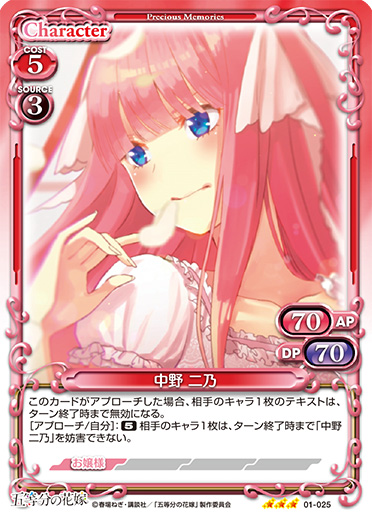 Precious Memories
Character
COST
5
SOURCE
3
70 AP
DP 70
中野 二乃
このカードがアプローチした場合、相手のキャラ1枚のテキストは、
ターン終了時まで無効になる。
[アプローチ/自分]:5 相手のキャラ1枚は、ターン終了時まで「中野
二乃」を妨害できない。
お嬢様
五等分の花嫁
©春場ねぎ・講談社／「五等分の花嫁」製作委員会
01-025